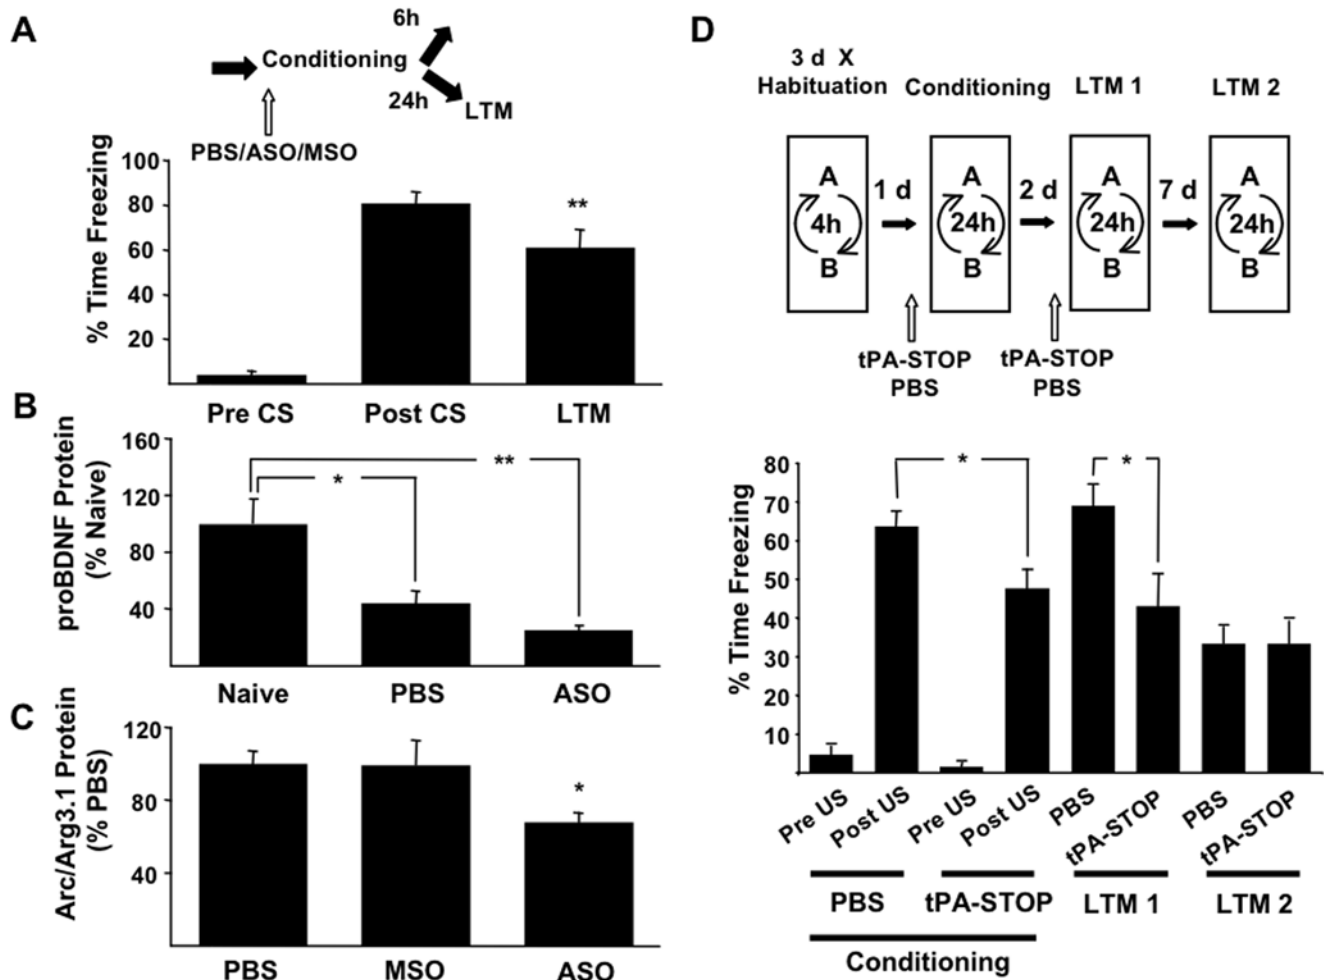 A
6h
Conditioning
24h
LTM
PBS/ASO/MSO
% Time Freezing
100
80
60
40
20
Pre CS Post CS LTM
**
B
proBDNF Protein
(% Naive)
160
120
80
40
*
**
Naive PBS ASO
C
Arc/Arg3.1 Protein
(% PBS)
120
80
40
*
PBS MSO ASO
D
3 d X
Habituation Conditioning LTM 1 LTM 2
A A A A
1 d 2 d 7 d
4h 24h 24h 24h
B B B B
tPA-STOP tPA-STOP
PBS PBS
% Time Freezing
80
70
60
50
40
30
20
10
* *
Pre US Post US Pre US Post US PBS tPA-STOP PBS tPA-STOP
PBS tPA-STOP LTM 1 LTM 2
Conditioning